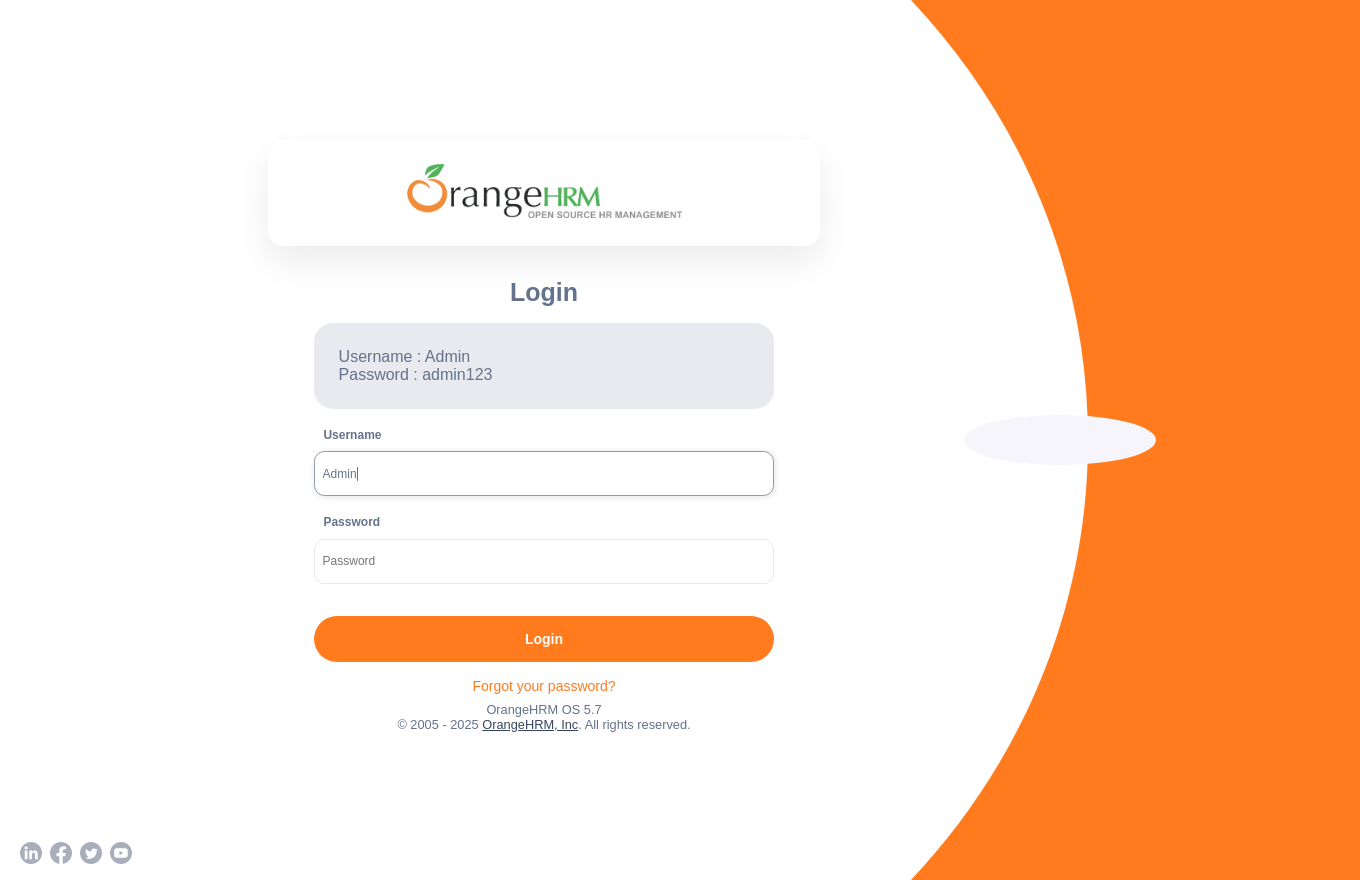 OrangeHRM
OPEN SOURCE HR MANAGEMENT
Login
Username : Admin
Password : admin123
Username
Admin
Password
Password
Login
Forgot your password?
OrangeHRM OS 5.7
© 2005 - 2025 OrangeHRM, Inc. All rights reserved.
in